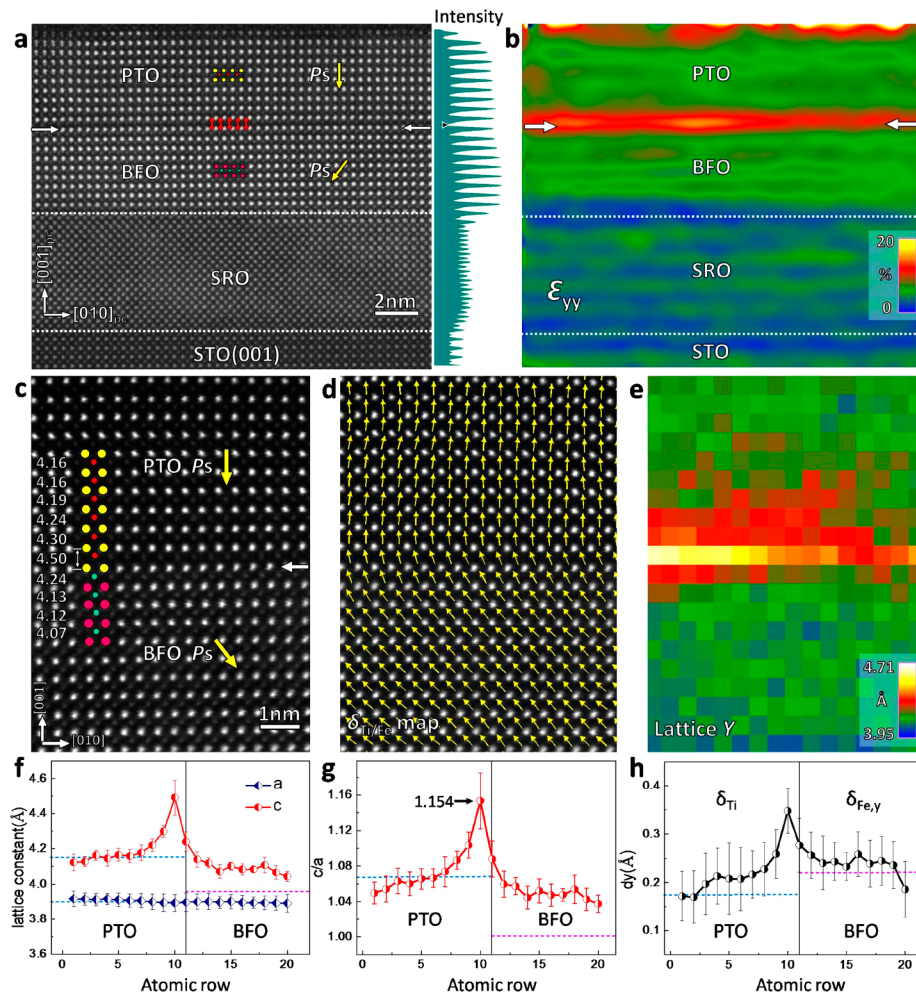 a
Intensity
b
PTO
Ps
BFO
Ps
SRO
[001]pc
[010]pc
2nm
STO(001)
PTO
BFO
SRO
εyy
STO
20
%
0
c
d
e
4.16
4.16
4.19
4.24
4.30
4.50
4.24
4.13
4.12
4.07
PTO Ps
BFO Ps
[001]
[010]
1nm
δTi/Fe map
Lattice Y
4.71
Å
3.95
f
g
h
lattice constant(Å)
4.6
4.4
4.2
4.0
3.8
3.6
a
c
PTO
BFO
0 5 10 15 20
Atomic row
c/a
1.16
1.12
1.08
1.04
1.00
1.154
PTO
BFO
0 5 10 15 20
Atomic row
dy(Å)
0.4
0.3
0.2
0.1
δTi
δFe,y
PTO
BFO
0 5 10 15 20
Atomic row